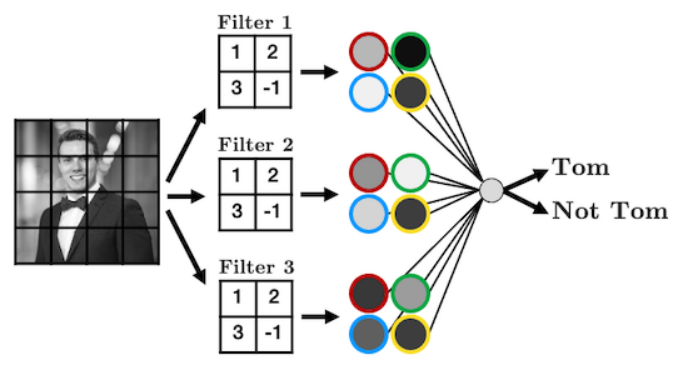 Filter 1
1 2
3 -1
Filter 2
1 2
3 -1
Filter 3
1 2
3 -1
Tom
Not Tom